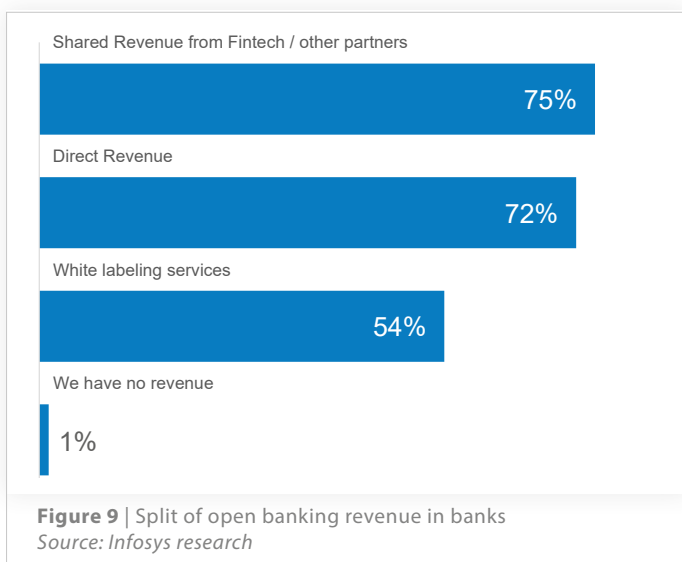 Shared Revenue from Fintech / other partners
75%
Direct Revenue
72%
White labeling services
54%
We have no revenue
1%
Figure 9 | Split of open banking revenue in banks
Source: Infosys research